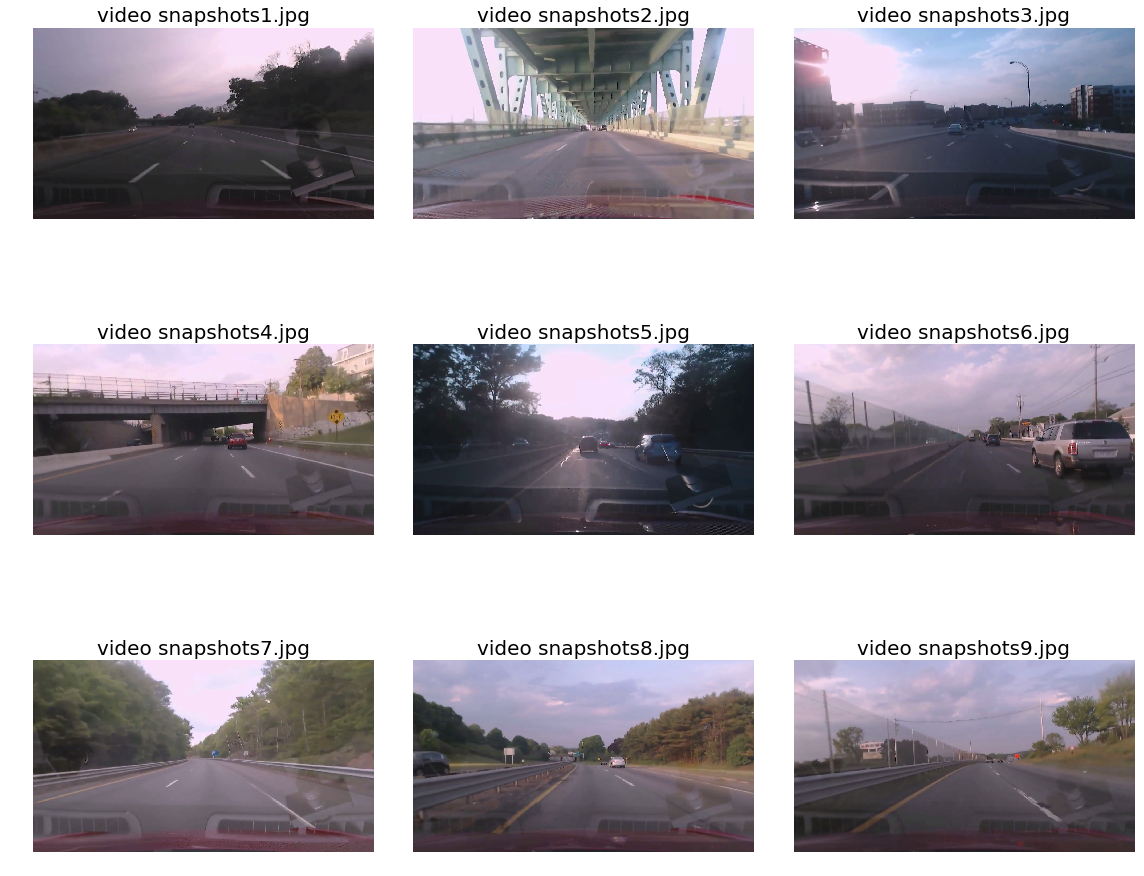 video snapshots1.jpg
video snapshots2.jpg
video snapshots3.jpg
video snapshots4.jpg
video snapshots5.jpg
video snapshots6.jpg
video snapshots7.jpg
video snapshots8.jpg
video snapshots9.jpg